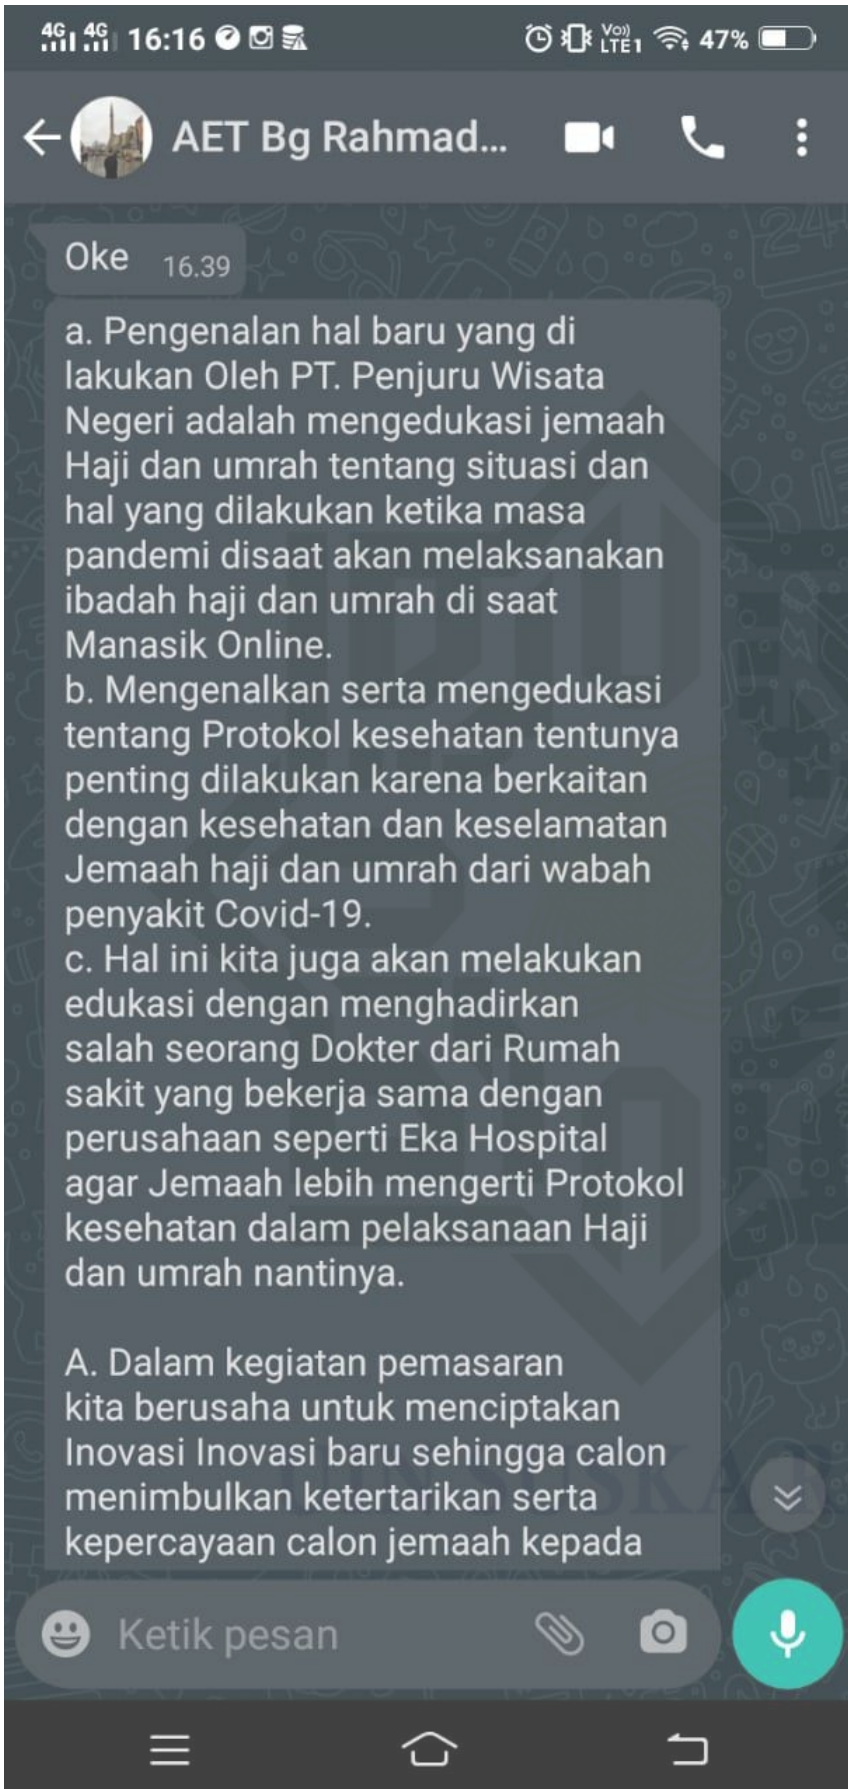 4G 4G 16:16 Vo)) LTE1 47%
AET Bg Rahmad...
Oke 16.39
a. Pengenalan hal baru yang di
lakukan Oleh PT. Penjuru Wisata
Negeri adalah mengedukasi jemaah
Haji dan umrah tentang situasi dan
hal yang dilakukan ketika masa
pandemi disaat akan melaksanakan
ibadah haji dan umrah di saat
Manasik Online.
b. Mengenalkan serta mengedukasi
tentang Protokol kesehatan tentunya
penting dilakukan karena berkaitan
dengan kesehatan dan keselamatan
Jemaah haji dan umrah dari wabah
penyakit Covid-19.
c. Hal ini kita juga akan melakukan
edukasi dengan menghadirkan
salah seorang Dokter dari Rumah
sakit yang bekerja sama dengan
perusahaan seperti Eka Hospital
agar Jemaah lebih mengerti Protokol
kesehatan dalam pelaksanaan Haji
dan umrah nantinya.
A. Dalam kegiatan pemasaran
kita berusaha untuk menciptakan
Inovasi Inovasi baru sehingga calon
menimbulkan ketertarikan serta
kepercayaan calon jemaah kepada
Ketik pesan